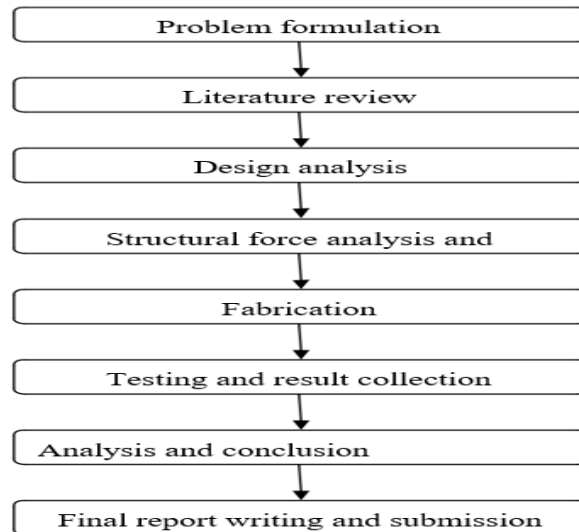 Problem formulation
Literature review
Design analysis
Structural force analysis and
Fabrication
Testing and result collection
Analysis and conclusion
Final report writing and submission